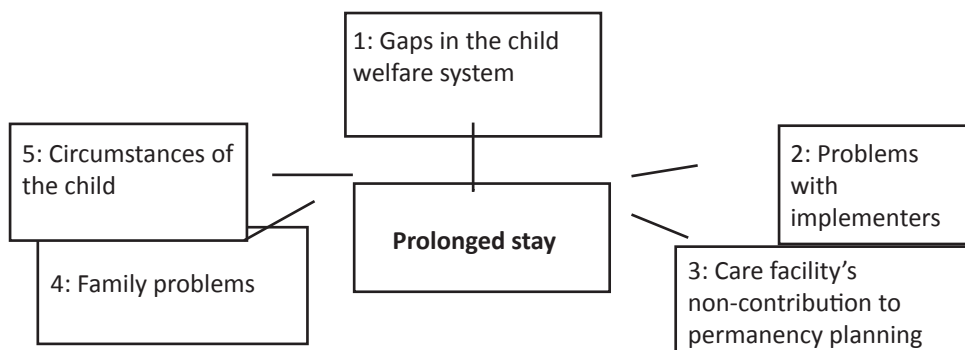 1: Gaps in the child
welfare system
5: Circumstances of
the child
2: Problems
with
implementers
Prolonged stay
4: Family problems
3: Care facility’s
non-contribution to
permanency planning